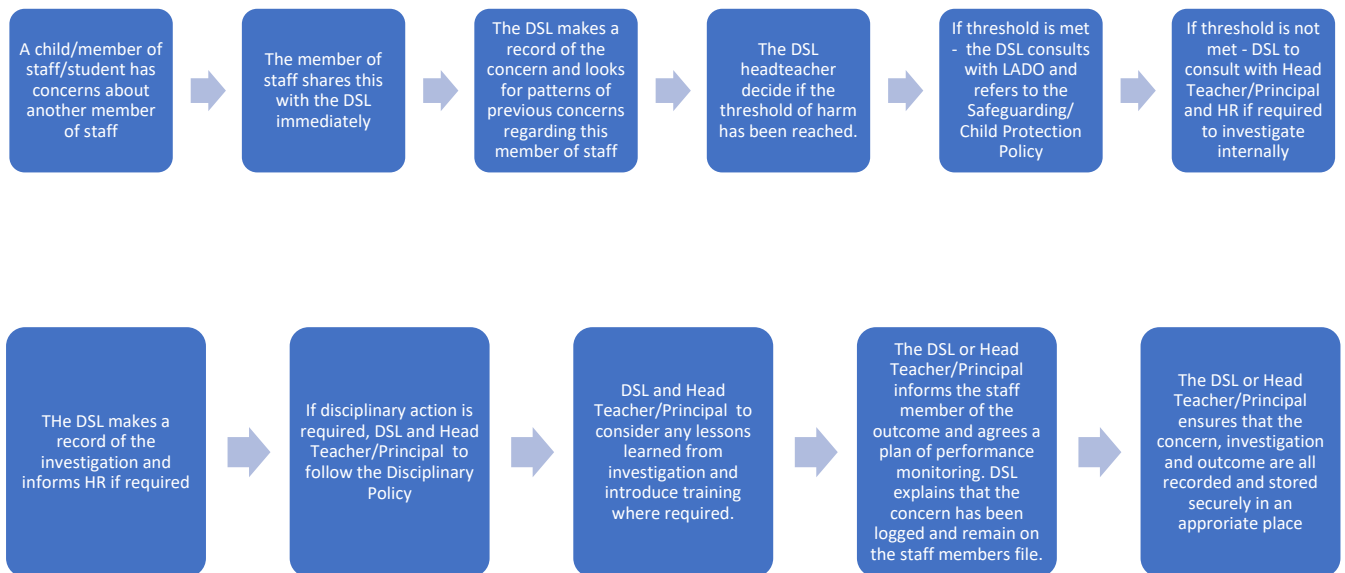 A child/member of
staff/student has
concerns about
another member
of staff
The member of
staff shares this
with the DSL
immediately
The DSL makes a
record of the
concern and looks
for patterns of
previous concerns
regarding this
member of staff
The DSL
headteacher
decide if the
threshold of harm
has been reached.
If threshold is met
- the DSL consults
with LADO and
refers to the
Safeguarding/
Child Protection
Policy
If threshold is not
met - DSL to
consult with Head
Teacher/Principal
and HR if required
to investigate
internally
THe DSL makes a
record of the
investigation and
informs HR if required
If disciplinary action is
required, DSL and Head
Teacher/Principal to
follow the Disciplinary
Policy
DSL and Head
Teacher/Principal to
consider any lessons
learned from
investigation and
introduce training
where required.
The DSL or Head
Teacher/Principal
informs the staff
member of the
outcome and agrees a
plan of performance
monitoring. DSL
explains that the
concern has been
logged and remain on
the staff members file.
The DSL or Head
Teacher/Principal
ensures that the
concern, investigation
and outcome are all
recorded and stored
securely in an
approriate place